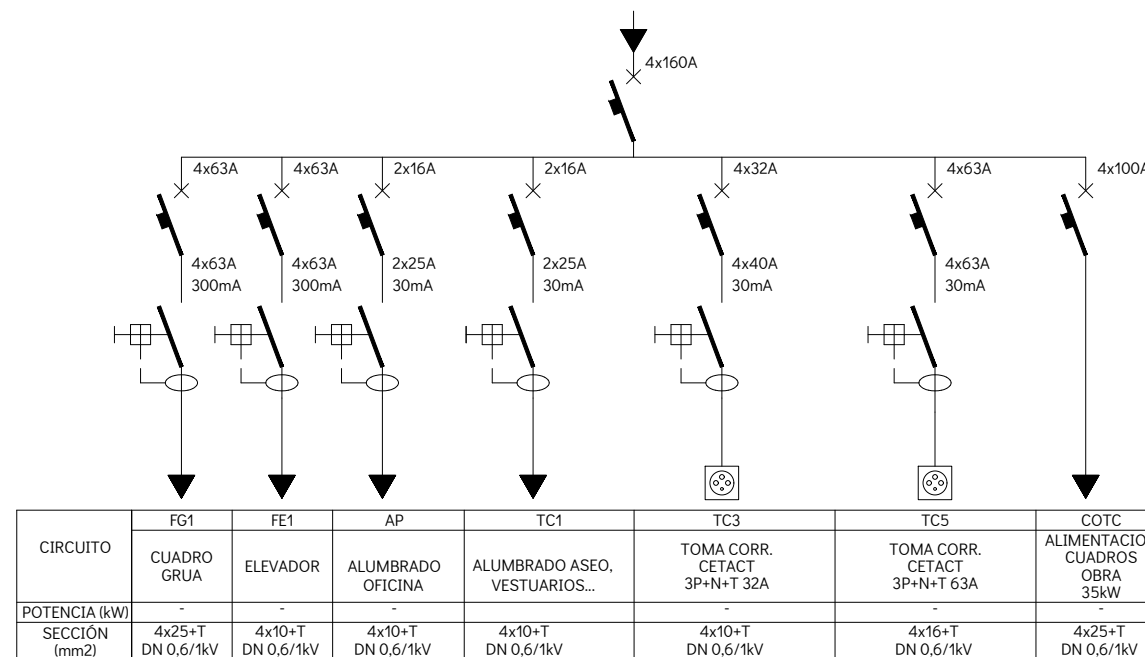 4x160A
4x63A
4x63A
2x16A
2x16A
4x32A
4x63A
4x100A
4x63A
300mA
4x63A
300mA
2x25A
30mA
2x25A
30mA
4x40A
30mA
4x63A
30mA
CIRCUITO
FG1
FE1
AP
TC1
TC3
TC5
COTC
CUADRO
GRUA
ELEVADOR
ALUMBRADO
OFICINA
ALUMBRADO ASEO,
VESTUARIOS...
TOMA CORR.
CETACT
3P+N+T 32A
TOMA CORR.
CETACT
3P+N+T 63A
ALIMENTACIO
CUADROS
OBRA
35kW
POTENCIA (kW)
-
-
-
-
-
-
SECCIÓN
(mm2)
4x25+T
DN 0,6/1kV
4x10+T
DN 0,6/1kV
4x10+T
DN 0,6/1kV
4x10+T
DN 0,6/1kV
4x10+T
DN 0,6/1kV
4x16+T
DN 0,6/1kV
4x25+T
DN 0,6/1kV